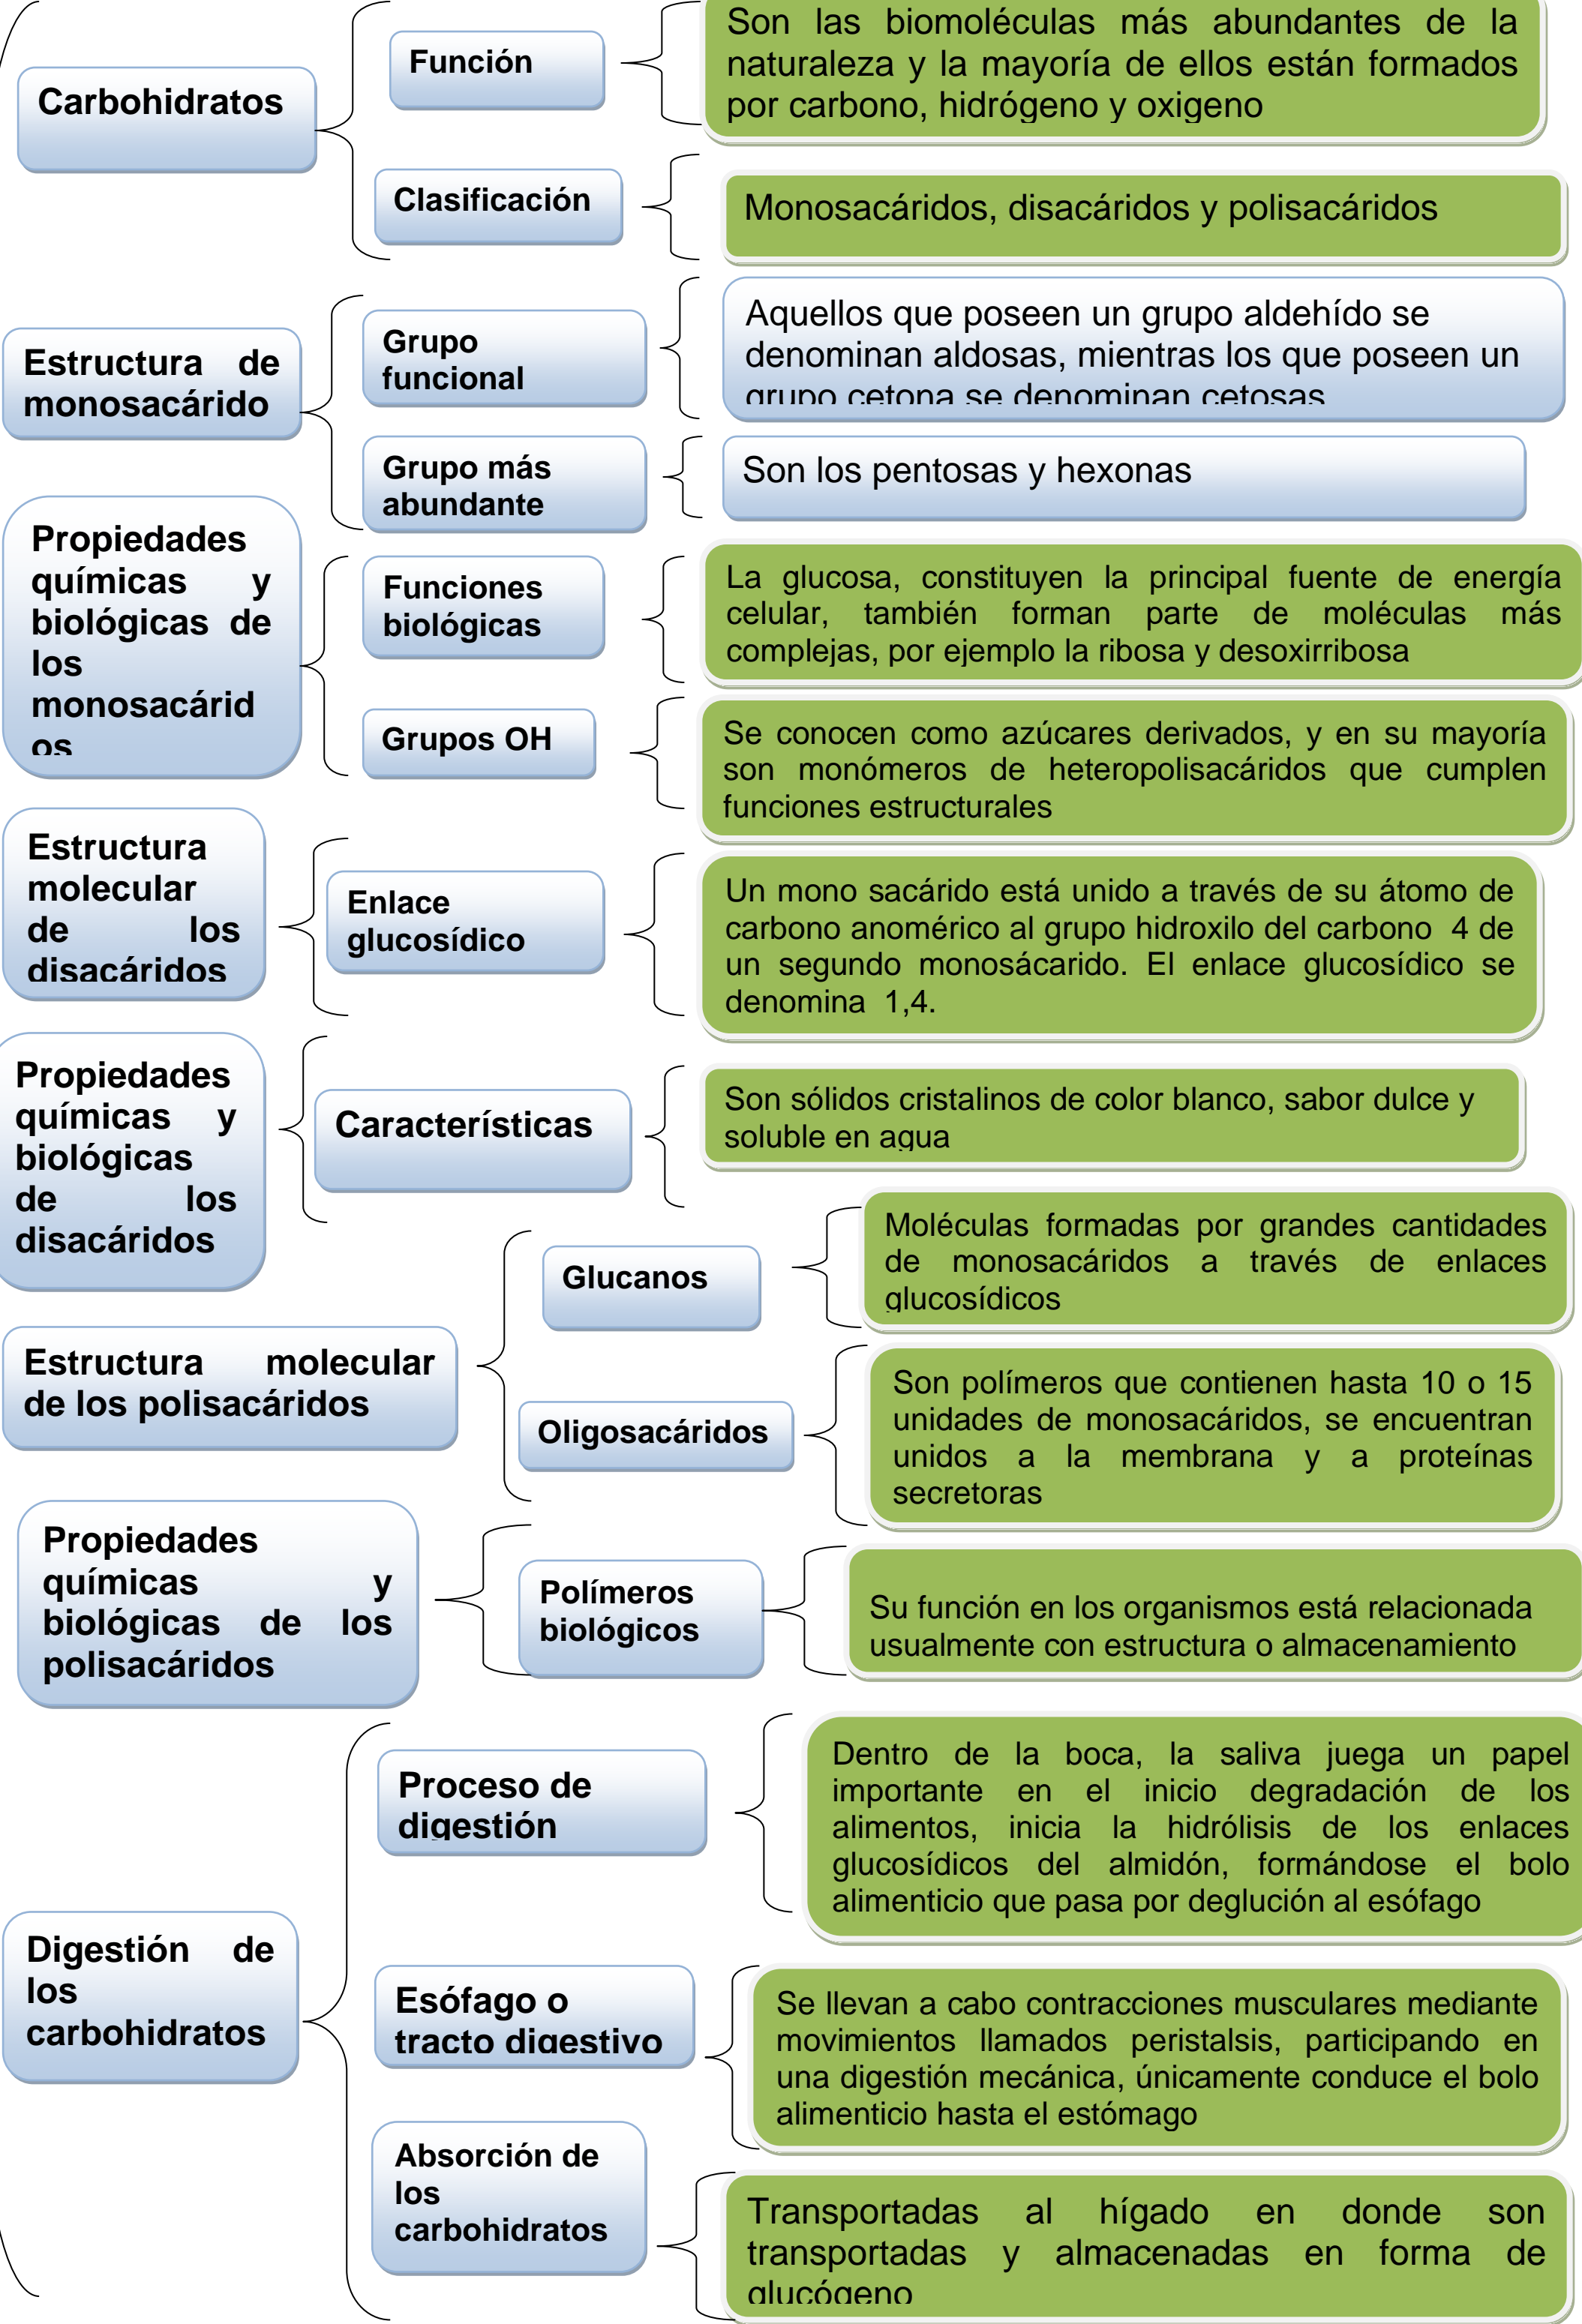 Carbohidratos
Función
Son las biomoléculas más abundantes de la
naturaleza y la mayoría de ellos están formados
por carbono, hidrógeno y oxigeno
Clasificación
Monosacáridos, disacáridos y polisacáridos
Estructura de
monosacárido
Grupo
funcional
Aquellos que poseen un grupo aldehído se
denominan aldosas, mientras los que poseen un
grupo cetona se denominan cetosas
Grupo más
abundante
Son los pentosas y hexonas
Propiedades
químicas y
biológicas de
los
monosacárid
os
Funciones
biológicas
La glucosa, constituyen la principal fuente de energía
celular, también forman parte de moléculas más
complejas, por ejemplo la ribosa y desoxirribosa
Grupos OH
Se conocen como azúcares derivados, y en su mayoría
son monómeros de heteropolisacáridos que cumplen
funciones estructurales
Estructura
molecular
de los
disacáridos
Enlace
glucosídico
Un mono sacárido está unido a través de su átomo de
carbono anomérico al grupo hidroxilo del carbono 4 de
un segundo monosácarido. El enlace glucosídico se
denomina 1,4.
Propiedades
químicas y
biológicas
de los
disacáridos
Características
Son sólidos cristalinos de color blanco, sabor dulce y
soluble en agua
Estructura molecular
de los polisacáridos
Glucanos
Moléculas formadas por grandes cantidades
de monosacáridos a través de enlaces
glucosídicos
Oligosacáridos
Son polímeros que contienen hasta 10 o 15
unidades de monosacáridos, se encuentran
unidos a la membrana y a proteínas
secretoras
Propiedades
químicas y
biológicas de los
polisacáridos
Polímeros
biológicos
Su función en los organismos está relacionada
usualmente con estructura o almacenamiento
Digestión de
los
carbohidratos
Proceso de
digestión
Dentro de la boca, la saliva juega un papel
importante en el inicio degradación de los
alimentos, inicia la hidrólisis de los enlaces
glucosídicos del almidón, formándose el bolo
alimenticio que pasa por deglución al esófago
Esófago o
tracto digestivo
Se llevan a cabo contracciones musculares mediante
movimientos llamados peristalsis, participando en
una digestión mecánica, únicamente conduce el bolo
alimenticio hasta el estómago
Absorción de
los
carbohidratos
Transportadas al hígado en donde son
transportadas y almacenadas en forma de
glucógeno